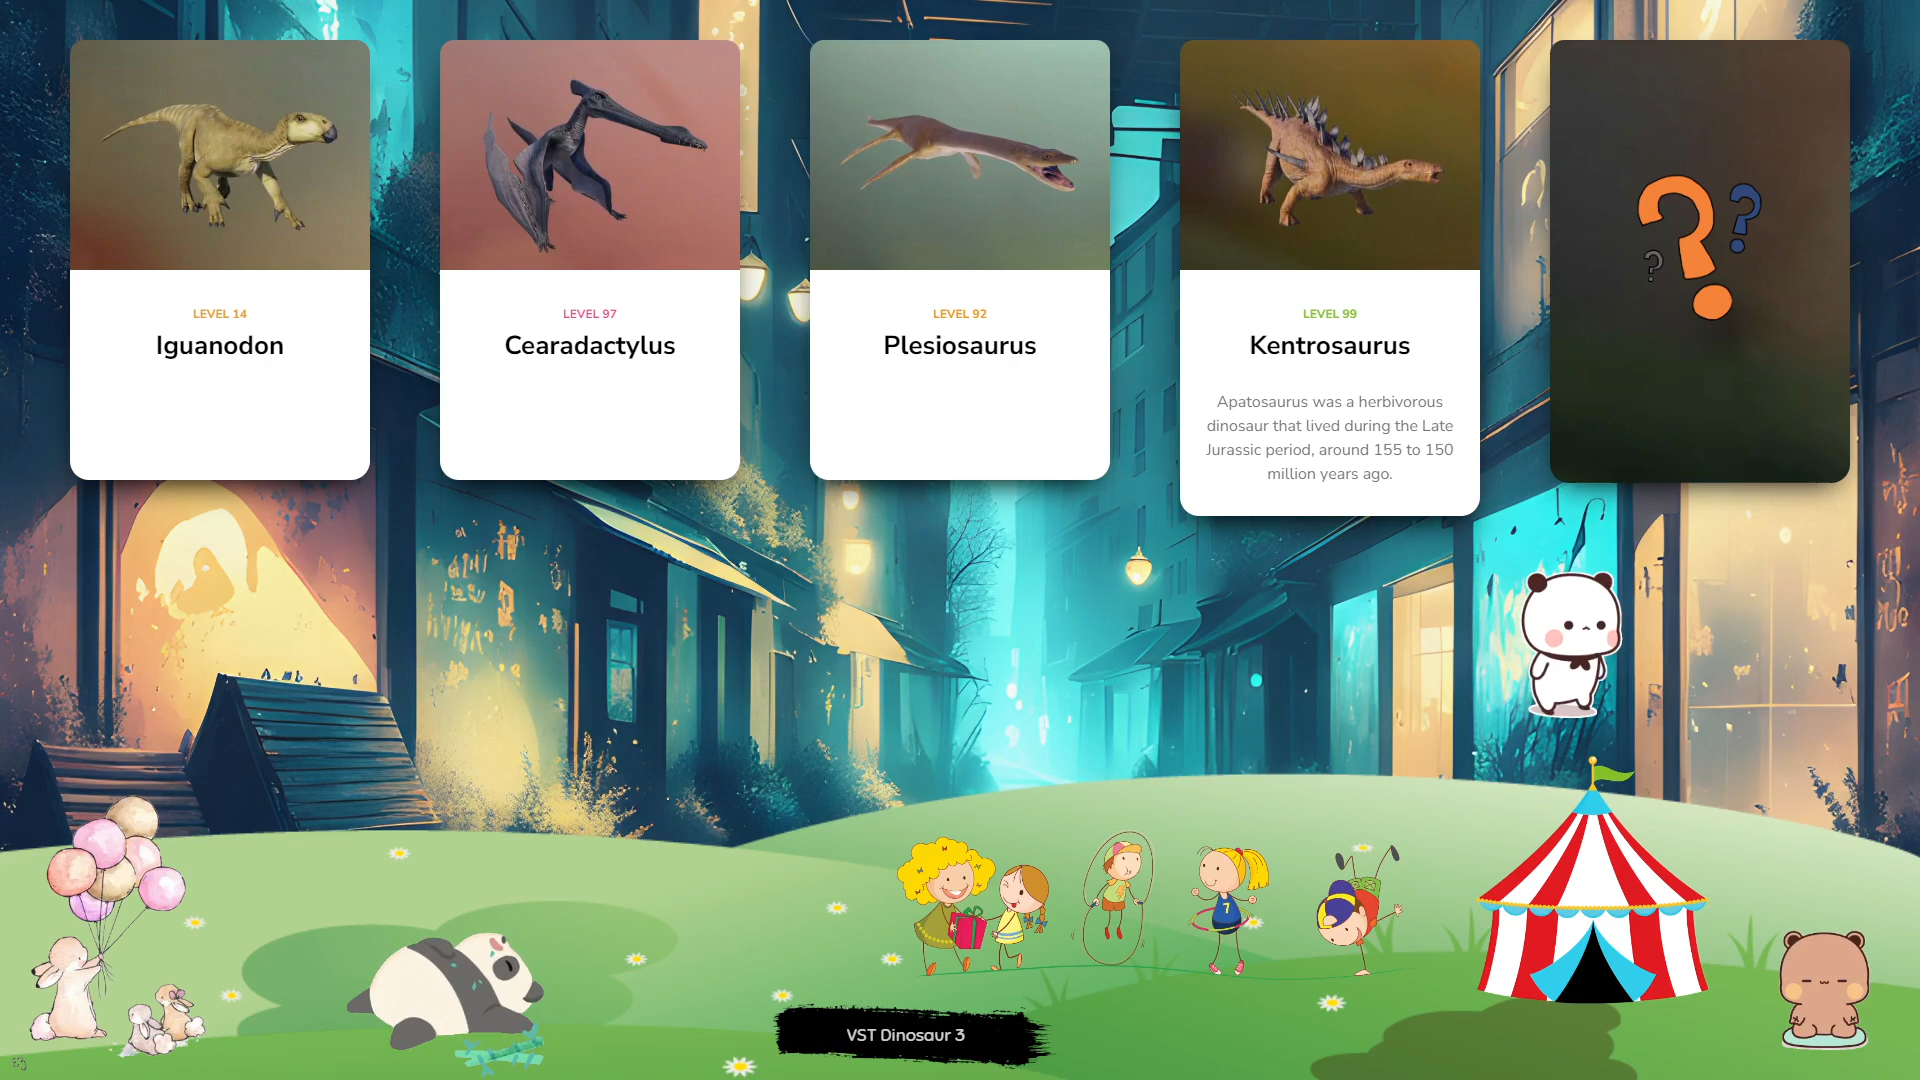 LEVEL 14
Iguanodon
LEVEL 97
Cearadactylus
LEVEL 92
Plesiosaurus
LEVEL 99
Kentrosaurus
Apatosaurus was a herbivorous
dinosaur that lived during the Late
Jurassic period, around 155 to 150
million years ago.
? ? ?
7
VST Dinosaur 3